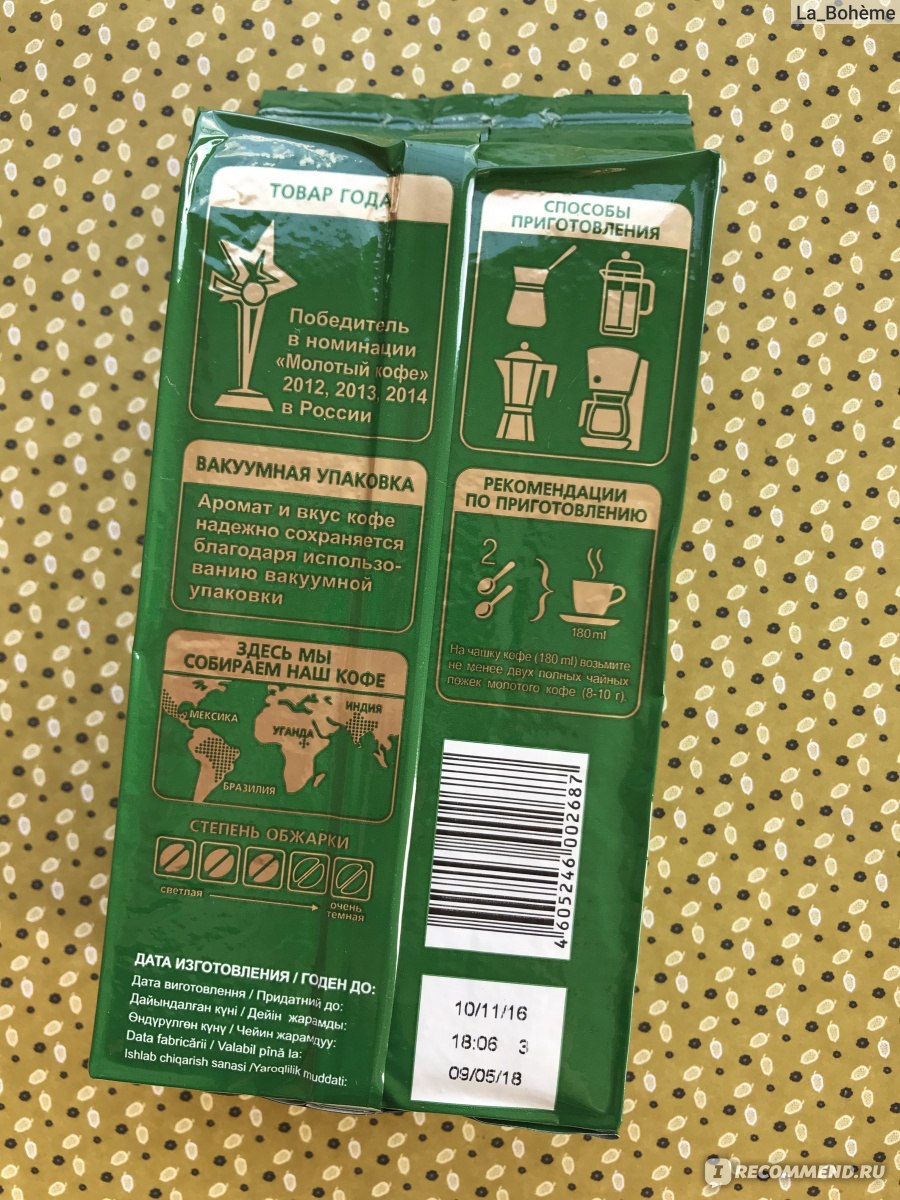 La_Bohème
ТОВАР ГОДА
Победитель
в номинации
«Молотый кофе»
2012, 2013, 2014
в России
СПОСОБЫ
ПРИГОТОВЛЕНИЯ
ВАКУУМНАЯ УПАКОВКА
Аромат и вкус кофе
надежно сохраняется
благодаря использо-
ванию вакуумной
упаковки
РЕКОМЕНДАЦИИ
ПО ПРИГОТОВЛЕНИЮ
2
180 ml
На чашку кофе (180 ml) возьмите
не менее двух полных чайных
ложек молотого кофе (8-10 г).
ЗДЕСЬ МЫ
СОБИРАЕМ НАШ КОФЕ
МЕКСИКА
УГАНДА
ИНДИЯ
БРАЗИЛИЯ
СТЕПЕНЬ ОБЖАРКИ
светлая
очень
темная
4 605246 002687
ДАТА ИЗГОТОВЛЕНИЯ / ГОДЕН ДО:
Дата виготовлення / Придатний до:
Дайындалған күні / Дейін жарамды:
Өндүрүлгөн күнү / Чейин жарамдуу:
Data fabricării / Valabil pînă la:
Ishlab chiqarish sanasi /Yaroqlilik muddati:
10/11/16
18:06 3
09/05/18
I RECOMMEND.RU